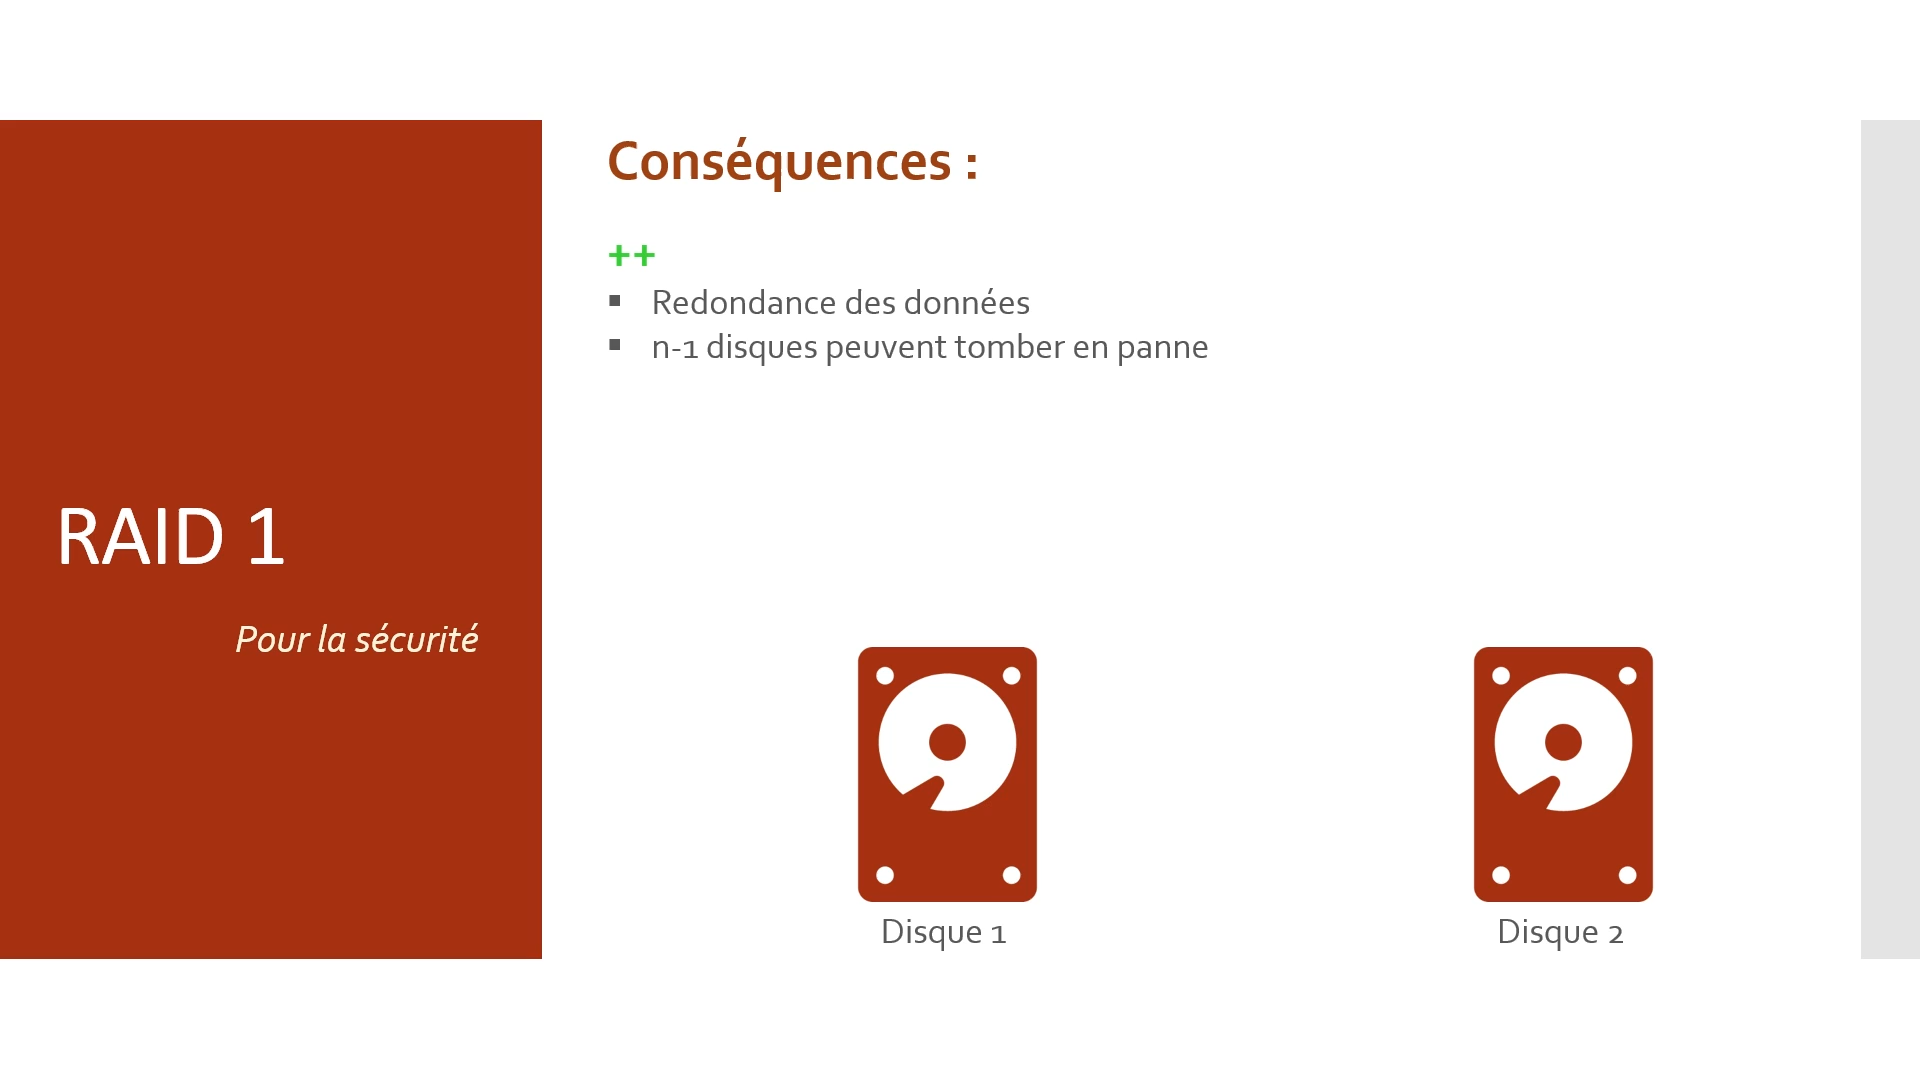 RAID 1
Pour la sécurité
Conséquences :
++
▪ Redondance des données
▪ n-1 disques peuvent tomber en panne
Disque 1
Disque 2